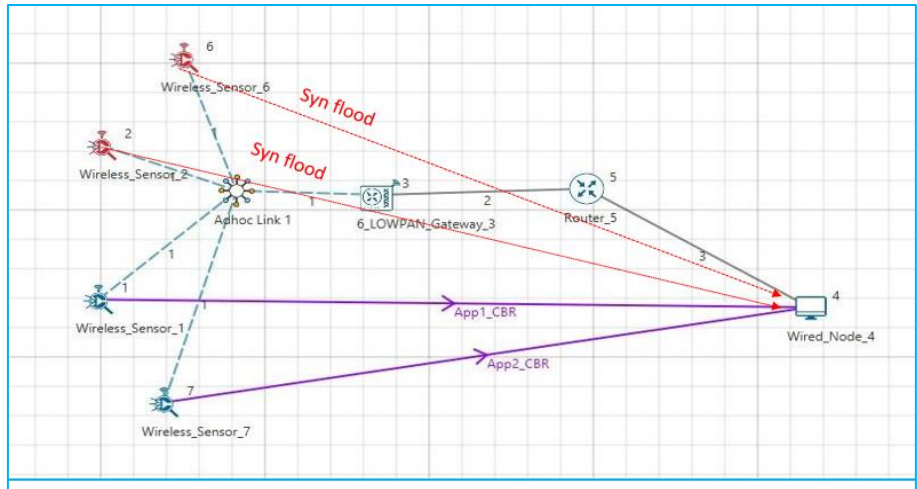 6
Wireless_Sensor_6
Syn flood
1
2
Wireless_Sensor_2
1
Syn flood
Adhoc Link 1
1
3
6_LOWPAN_Gateway_3
2
5
Router_5
3
1
1
Wireless_Sensor_1
1
App1_CBR
4
Wired_Node_4
App2_CBR
7
Wireless_Sensor_7